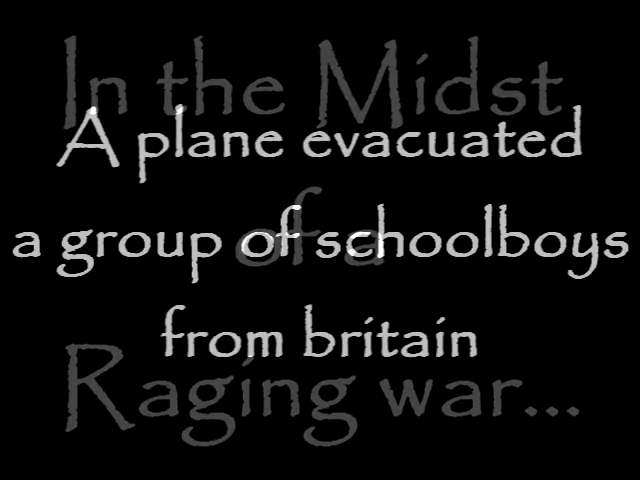 In the Midst
A plane evacuated
of a
a group of schoolboys
from britain
Raging war...